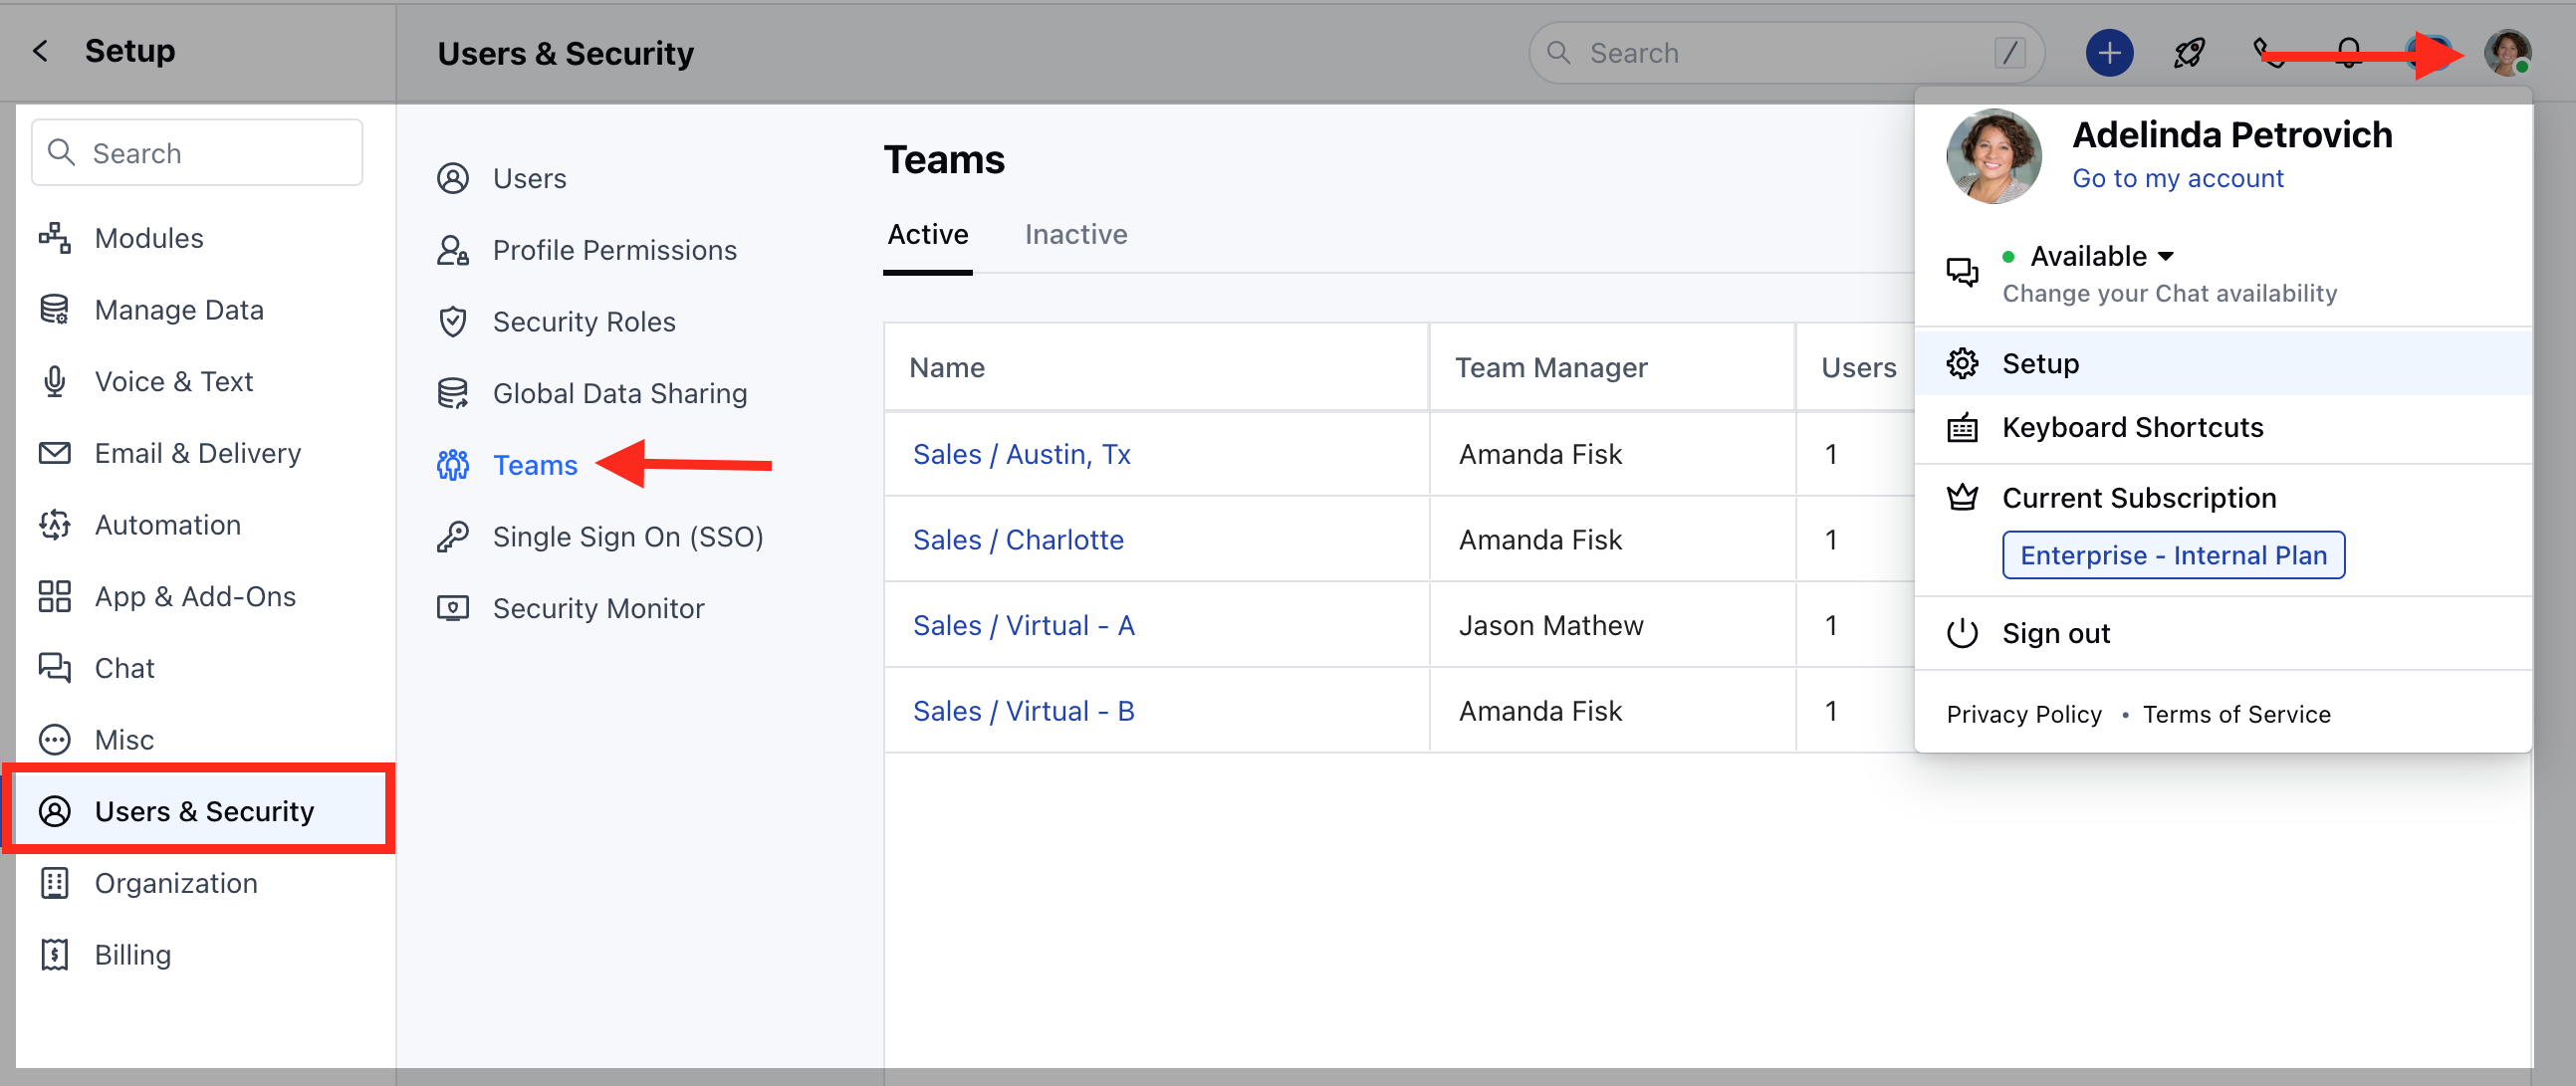 Setup
Users & Security
Search
/
Search
Modules
Manage Data
Voice & Text
Email & Delivery
Automation
App & Add-Ons
Chat
Misc
Users & Security
Organization
Billing
Users
Profile Permissions
Security Roles
Global Data Sharing
Teams
Single Sign On (SSO)
Security Monitor
Teams
Active Inactive
Name Team Manager Users
Sales / Austin, Tx Amanda Fisk 1
Sales / Charlotte Amanda Fisk 1
Sales / Virtual - A Jason Mathew 1
Sales / Virtual - B Amanda Fisk 1
Adelinda Petrovich
Go to my account
Available
Change your Chat availability
Setup
Keyboard Shortcuts
Current Subscription
Enterprise - Internal Plan
Sign out
Privacy Policy • Terms of Service